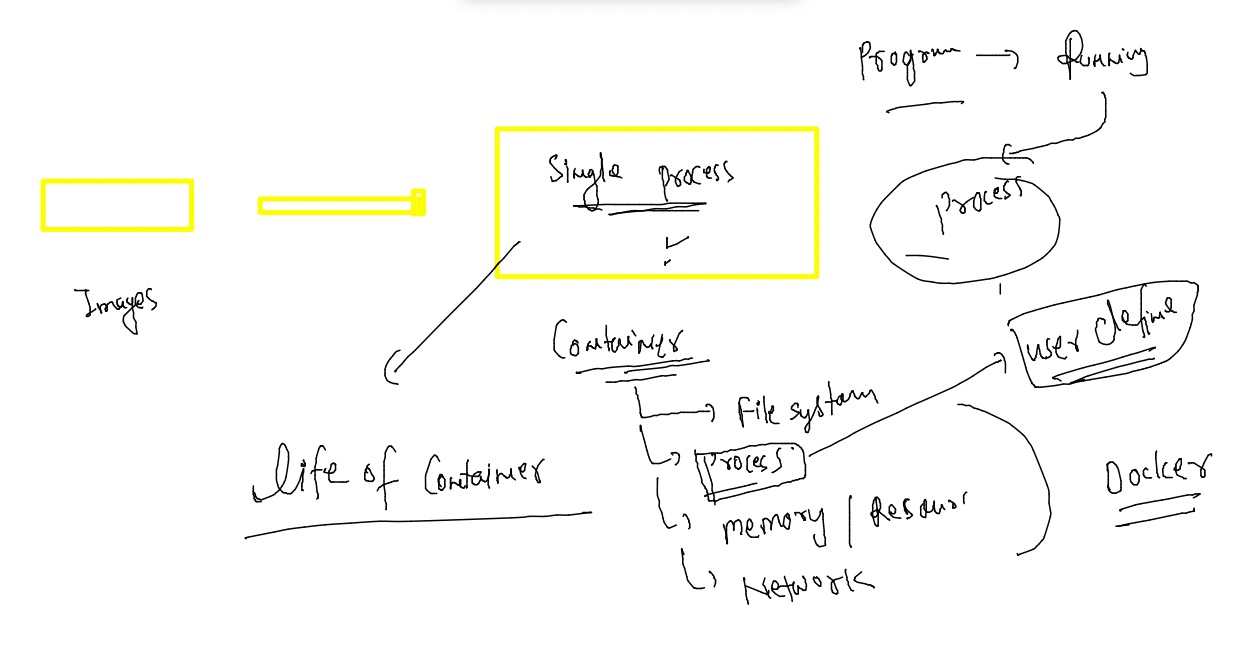 Program → Running
Process
Single process
Images
Container
user define
File system
Process
life of Container
Docker
memory / Resour
Network